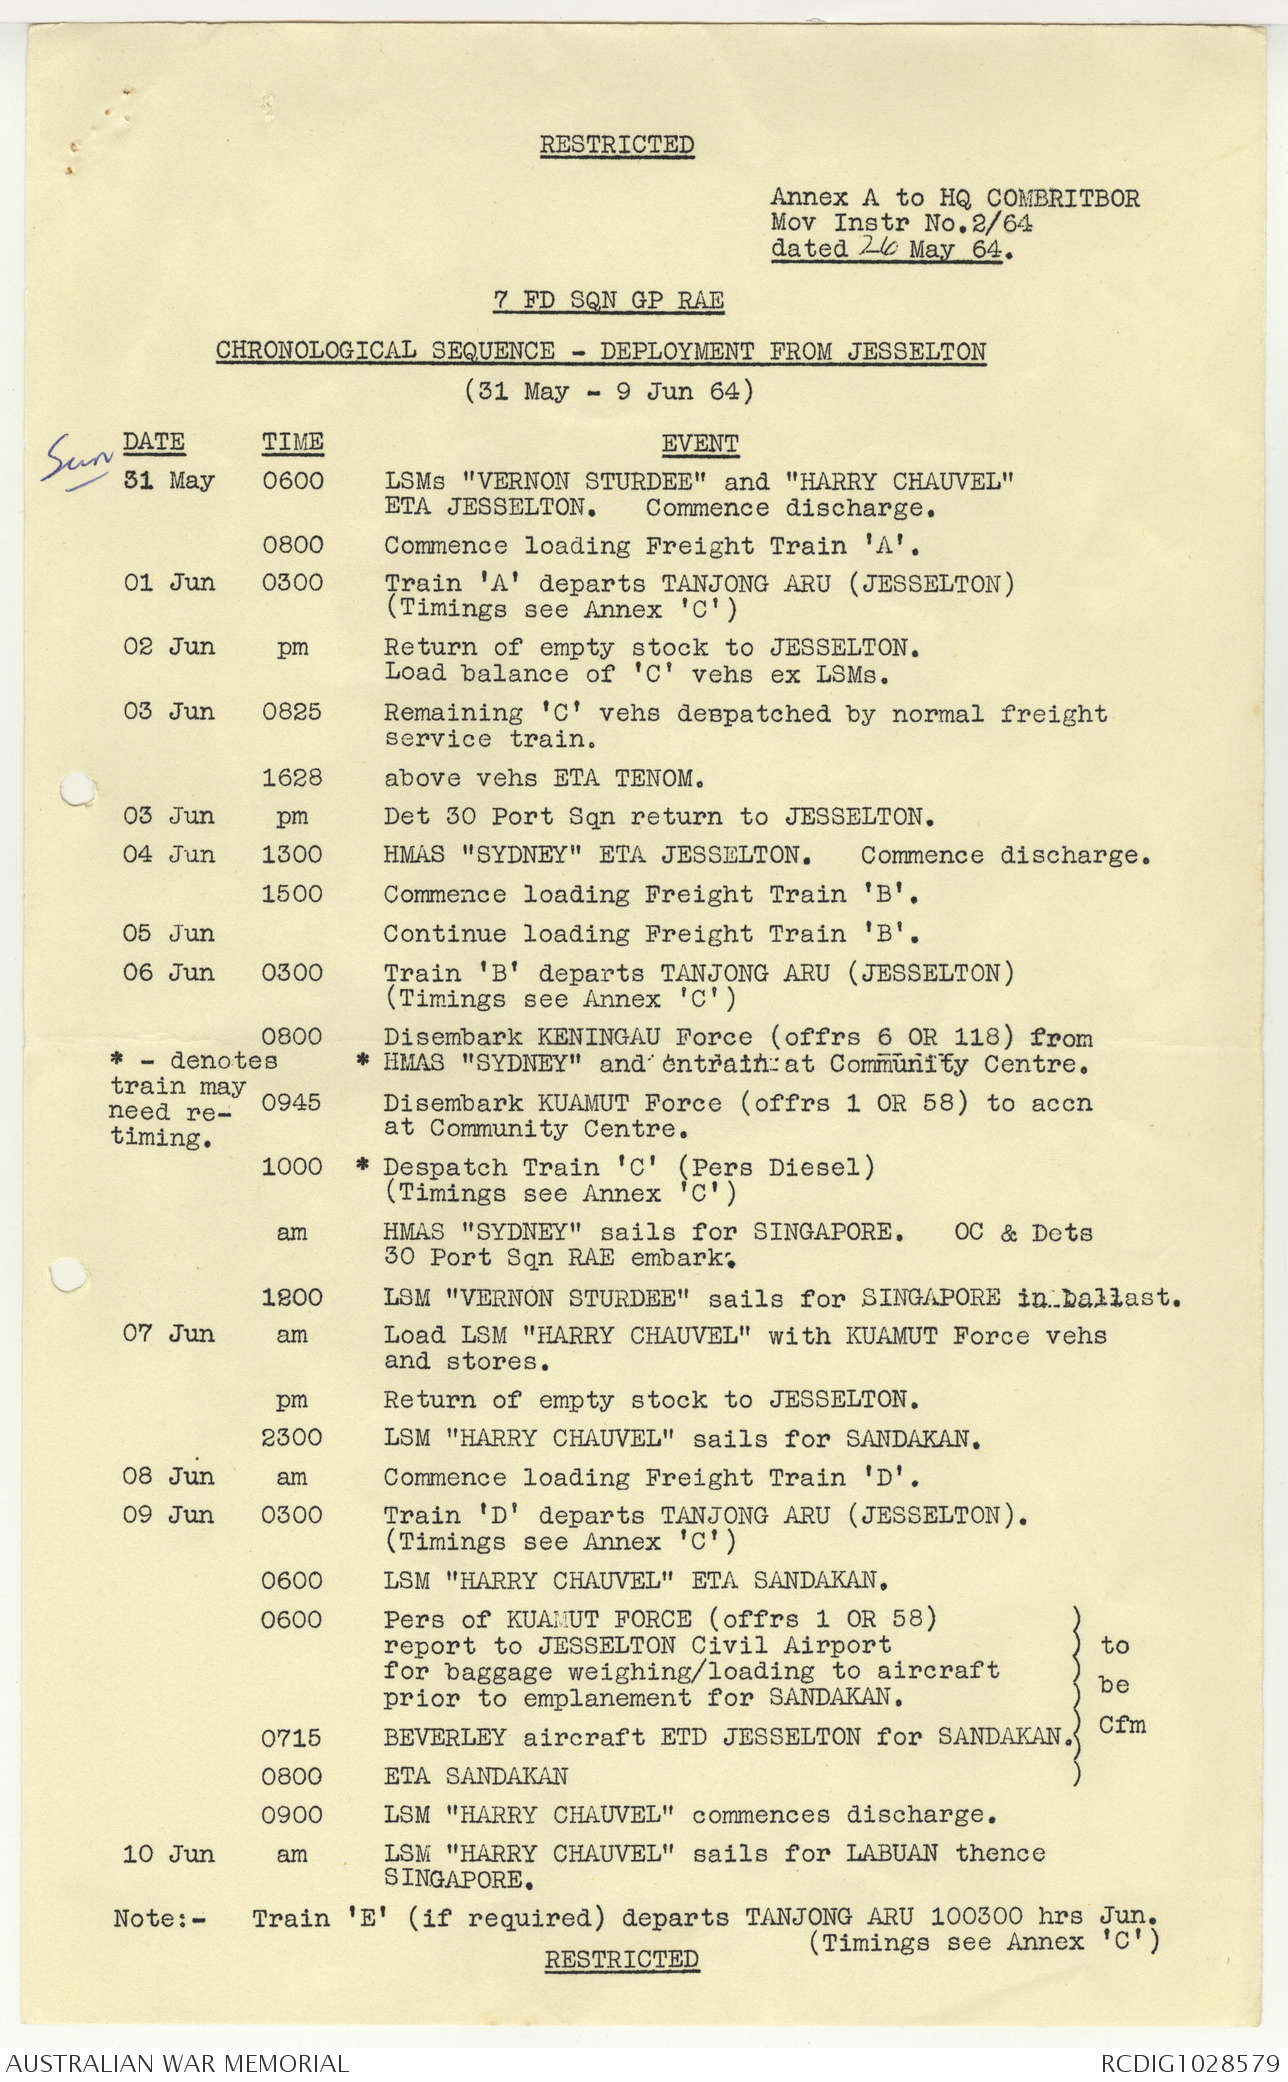 RESTRICTED
Annex A to HQ COMBRITBOR
Mov Instr No.2/64
dated 26 May 64.
7 FD SQN GP RAE
CHRONOLOGICAL SEQUENCE - DEPLOYMENT FROM JESSELTON
(31 May - 9 Jun 64)
DATE TIME EVENT
Sun
31 May 0600 LSMs "VERNON STURDEE" and "HARRY CHAUVEL"
ETA JESSELTON. Commence discharge.
0800 Commence loading Freight Train 'A'.
01 Jun 0300 Train 'A' departs TANJONG ARU (JESSELTON)
(Timings see Annex 'C')
02 Jun pm Return of empty stock to JESSELTON.
Load balance of 'C' vehs ex LSMs.
03 Jun 0825 Remaining 'C' vehs despatched by normal freight
service train.
1628 above vehs ETA TENOM.
03 Jun pm Det 30 Port Sqn return to JESSELTON.
04 Jun 1300 HMAS "SYDNEY" ETA JESSELTON. Commence discharge.
1500 Commence loading Freight Train 'B'.
05 Jun Continue loading Freight Train 'B'.
06 Jun 0300 Train 'B' departs TANJONG ARU (JESSELTON)
(Timings see Annex 'C')
0800 Disembark KENINGAU Force (offrs 6 OR 118) from
* HMAS "SYDNEY" and entrain at Community Centre.
* - denotes
train may
need re-
timing.
0945 Disembark KUAMUT Force (offrs 1 OR 58) to accn
at Community Centre.
1000 * Despatch Train 'C' (Pers Diesel)
(Timings see Annex 'C')
am HMAS "SYDNEY" sails for SINGAPORE. OC & Dets
30 Port Sqn RAE embark.
1200 LSM "VERNON STURDEE" sails for SINGAPORE in ballast.
07 Jun am Load LSM "HARRY CHAUVEL" with KUAMUT Force vehs
and stores.
pm Return of empty stock to JESSELTON.
2300 LSM "HARRY CHAUVEL" sails for SANDAKAN.
08 Jun am Commence loading Freight Train 'D'.
09 Jun 0300 Train 'D' departs TANJONG ARU (JESSELTON).
(Timings see Annex 'C')
0600 LSM "HARRY CHAUVEL" ETA SANDAKAN.
0600 Pers of KUAMUT FORCE (offrs 1 OR 58) )
report to JESSELTON Civil Airport ) to
for baggage weighing/loading to aircraft ) be
prior to emplanement for SANDAKAN. ) Cfm
0715 BEVERLEY aircraft ETD JESSELTON for SANDAKAN.)
0800 ETA SANDAKAN )
0900 LSM "HARRY CHAUVEL" commences discharge.
10 Jun am LSM "HARRY CHAUVEL" sails for LABUAN thence
SINGAPORE.
Note:- Train 'E' (if required) departs TANJONG ARU 100300 hrs Jun.
(Timings see Annex 'C')
RESTRICTED
AUSTRALIAN WAR MEMORIAL RCDIG1028579